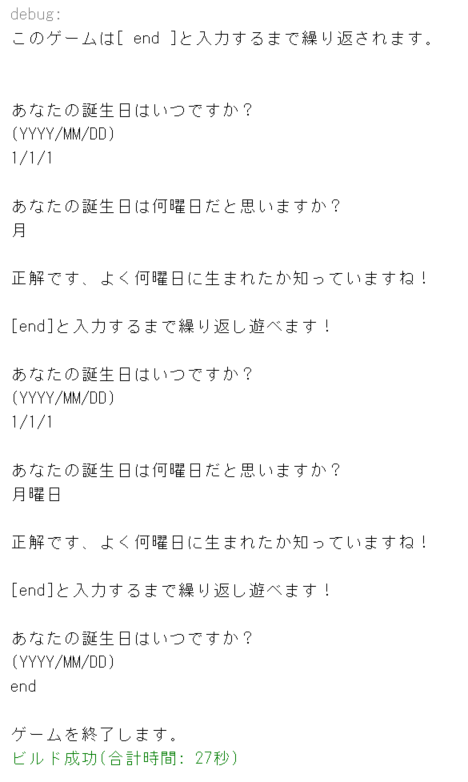 debug:
このゲームは[ end ]と入力するまで繰り返されます。
あなたの誕生日はいつですか？
(YYYY/MM/DD)
1/1/1
あなたの誕生日は何曜日だと思いますか？
月
正解です、よく何曜日に生まれたか知っていますね！
[end]と入力するまで繰り返し遊べます！
あなたの誕生日はいつですか？
(YYYY/MM/DD)
1/1/1
あなたの誕生日は何曜日だと思いますか？
月曜日
正解です、よく何曜日に生まれたか知っていますね！
[end]と入力するまで繰り返し遊べます！
あなたの誕生日はいつですか？
(YYYY/MM/DD)
end
ゲームを終了します。
ビルド成功(合計時間: 27秒)